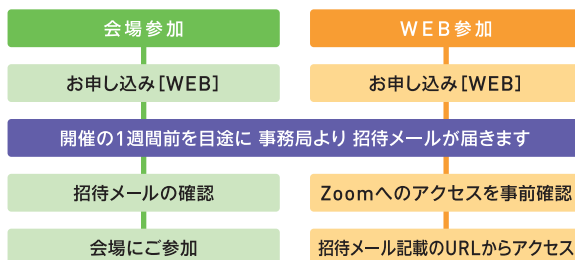 会場参加
WEB参加
お申し込み[WEB]
お申し込み[WEB]
開催の1週間前を目途に 事務局より 招待メールが届きます
招待メールの確認
Zoomへのアクセスを事前確認
会場にご参加
招待メール記載のURLからアクセス